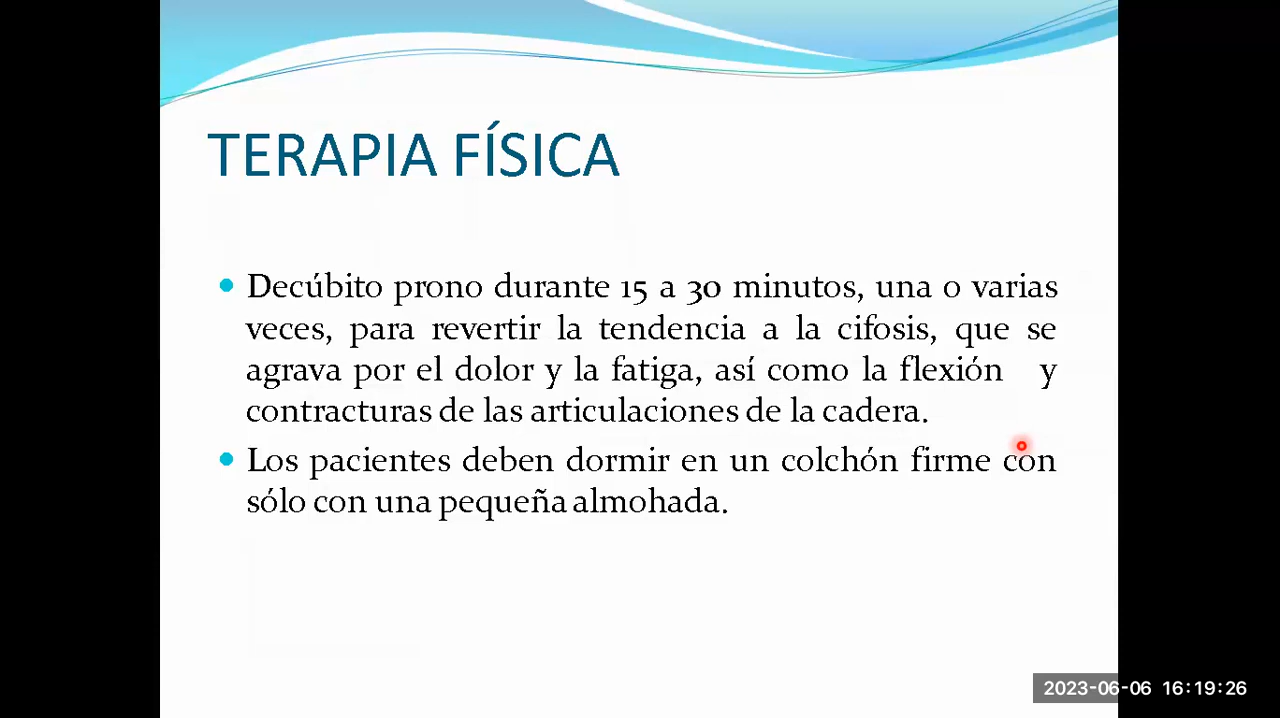 TERAPIA FÍSICA
• Decúbito prono durante 15 a 30 minutos, una o varias
veces, para revertir la tendencia a la cifosis, que se
agrava por el dolor y la fatiga, así como la flexión y
contracturas de las articulaciones de la cadera.
• Los pacientes deben dormir en un colchón firme con
sólo con una pequeña almohada.
2023-06-06 16:19:26